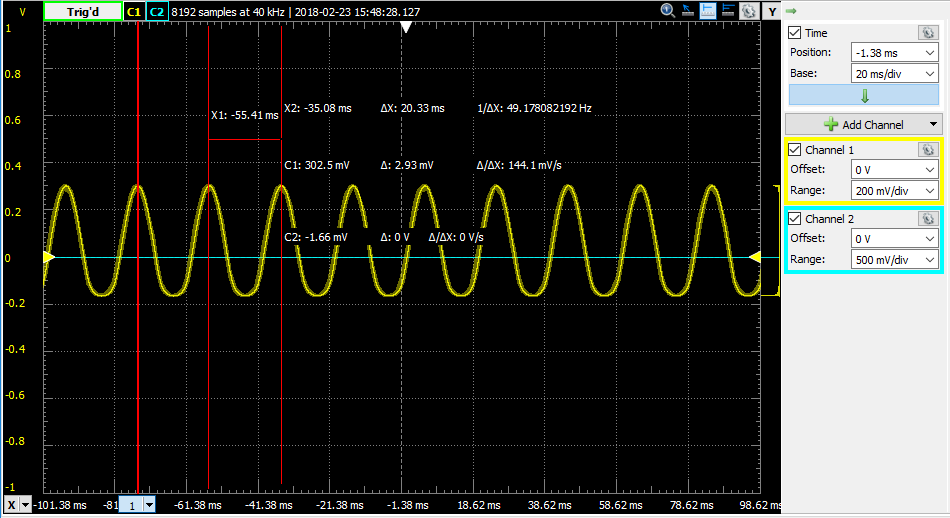 V Trig'd C1 C2 8192 samples at 40 kHz | 2018-02-23 15:48:28.127 Y
1
0.8
0.6
0.4
0.2
0
-0.2
-0.4
-0.6
-0.8
-1
X1: -55.41 ms
X2: -35.08 ms ΔX: 20.33 ms 1/ΔX: 49.178082192 Hz
C1: 302.5 mV Δ: 2.93 mV Δ/ΔX: 144.1 mV/s
C2: -1.66 mV Δ: 0 V Δ/ΔX: 0 V/s
X -101.38 ms -81 1 -61.38 ms -41.38 ms -21.38 ms -1.38 ms 18.62 ms 38.62 ms 58.62 ms 78.62 ms 98.62 ms
Time
Position: -1.38 ms
Base: 20 ms/div
Add Channel
Channel 1
Offset: 0 V
Range: 200 mV/div
Channel 2
Offset: 0 V
Range: 500 mV/div